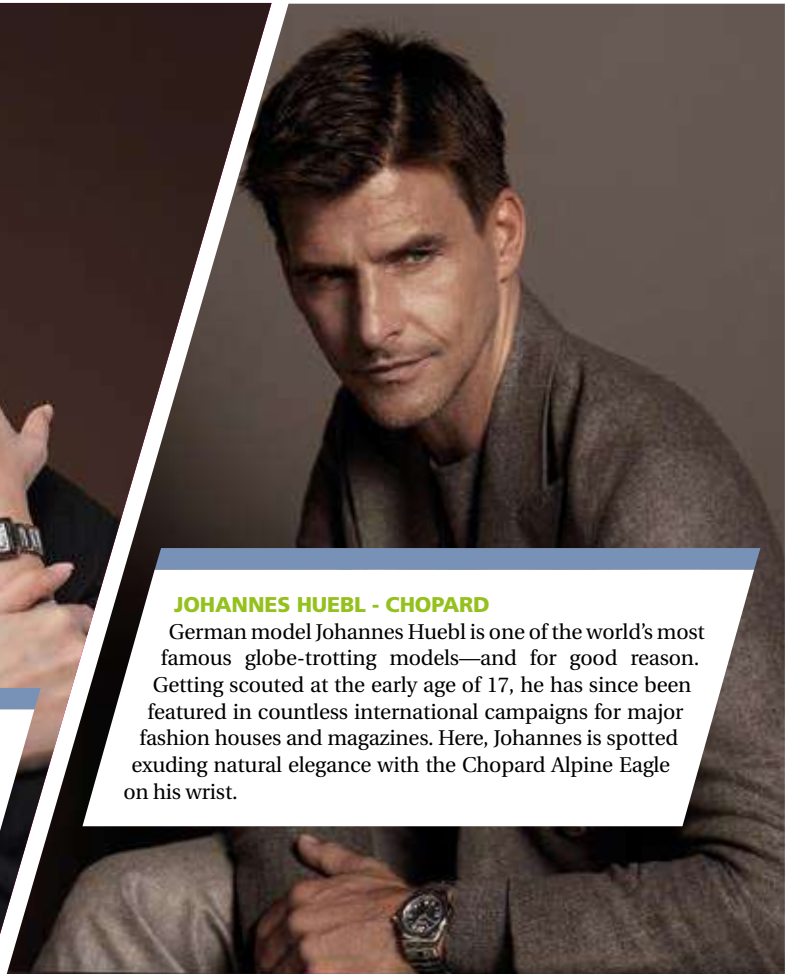 JOHANNES HUEBL - CHOPARD
German model Johannes Huebl is one of the world’s most
famous globe-trotting models—and for good reason.
Getting scouted at the early age of 17, he has since been
featured in countless international campaigns for major
fashion houses and magazines. Here, Johannes is spotted
exuding natural elegance with the Chopard Alpine Eagle
on his wrist.